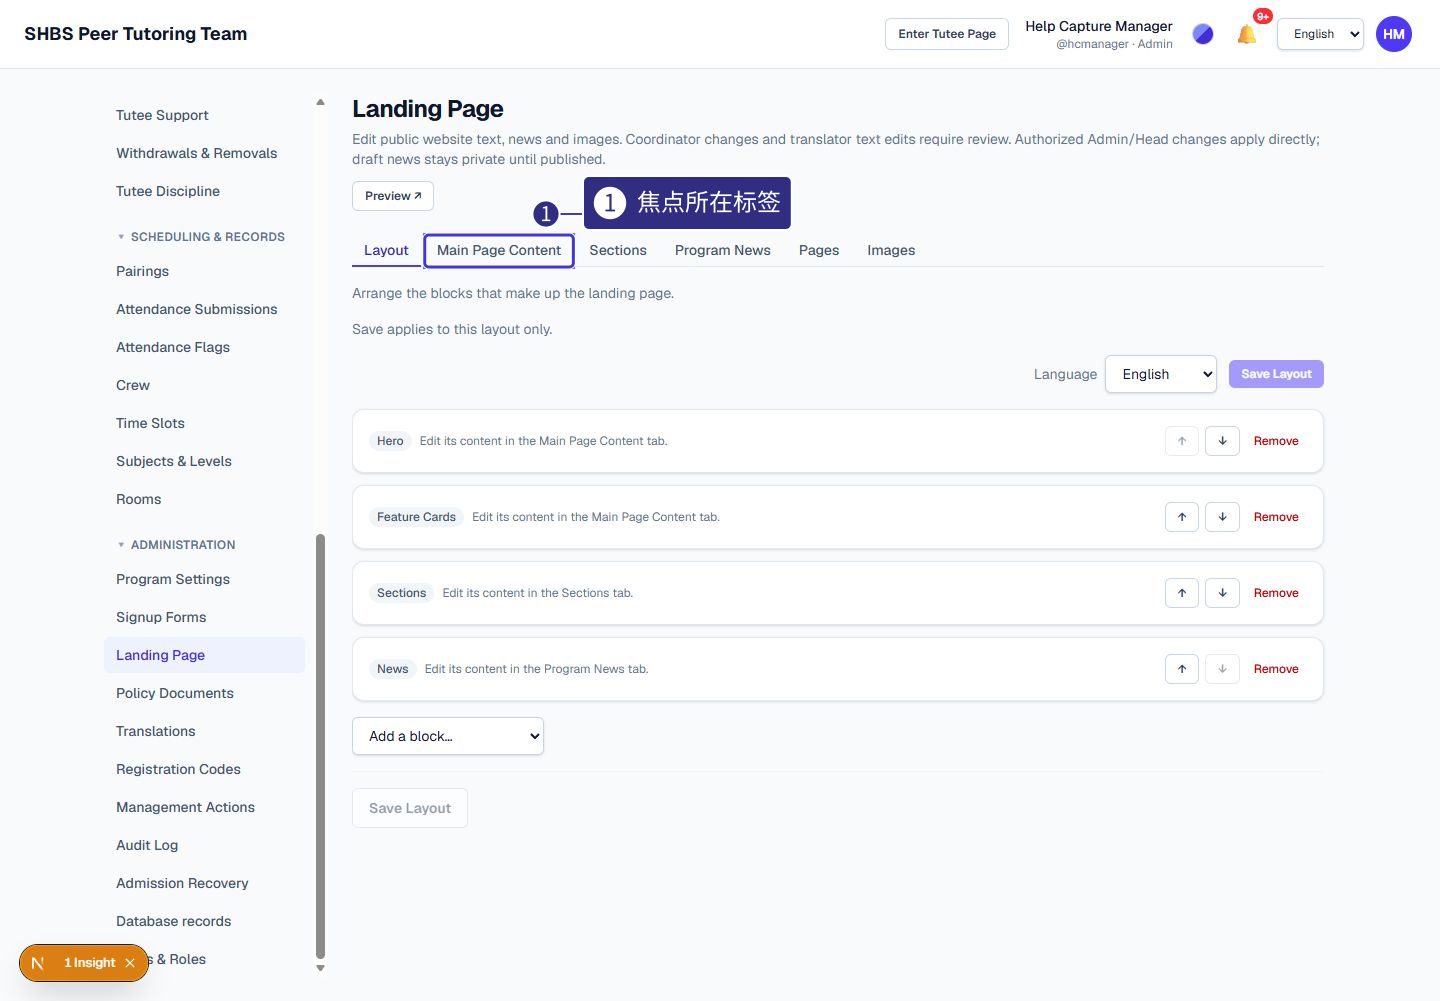 SHBS Peer Tutoring Team
Enter Tutee Page
Help Capture Manager
@hcmanager · Admin
9+
English
HM
Tutee Support
Withdrawals & Removals
Tutee Discipline
SCHEDULING & RECORDS
Pairings
Attendance Submissions
Attendance Flags
Crew
Time Slots
Subjects & Levels
Rooms
ADMINISTRATION
Program Settings
Signup Forms
Landing Page
Policy Documents
Translations
Registration Codes
Management Actions
Audit Log
Admission Recovery
Database records
s & Roles
1 Insight
Landing Page
Edit public website text, news and images. Coordinator changes and translator text edits require review. Authorized Admin/Head changes apply directly;
draft news stays private until published.
Preview ↗
1
1 焦点所在标签
Layout Main Page Content Sections Program News Pages Images
Arrange the blocks that make up the landing page.
Save applies to this layout only.
Language English Save Layout
Hero Edit its content in the Main Page Content tab. ↑ ↓ Remove
Feature Cards Edit its content in the Main Page Content tab. ↑ ↓ Remove
Sections Edit its content in the Sections tab. ↑ ↓ Remove
News Edit its content in the Program News tab. ↑ ↓ Remove
Add a block...
Save Layout